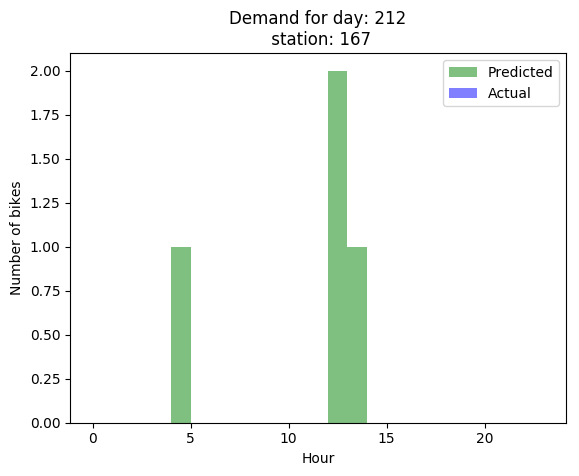 Demand for day: 212
station: 167
Predicted
Actual
Number of bikes
2.00
1.75
1.50
1.25
1.00
0.75
0.50
0.25
0.00
0 5 10 15 20
Hour